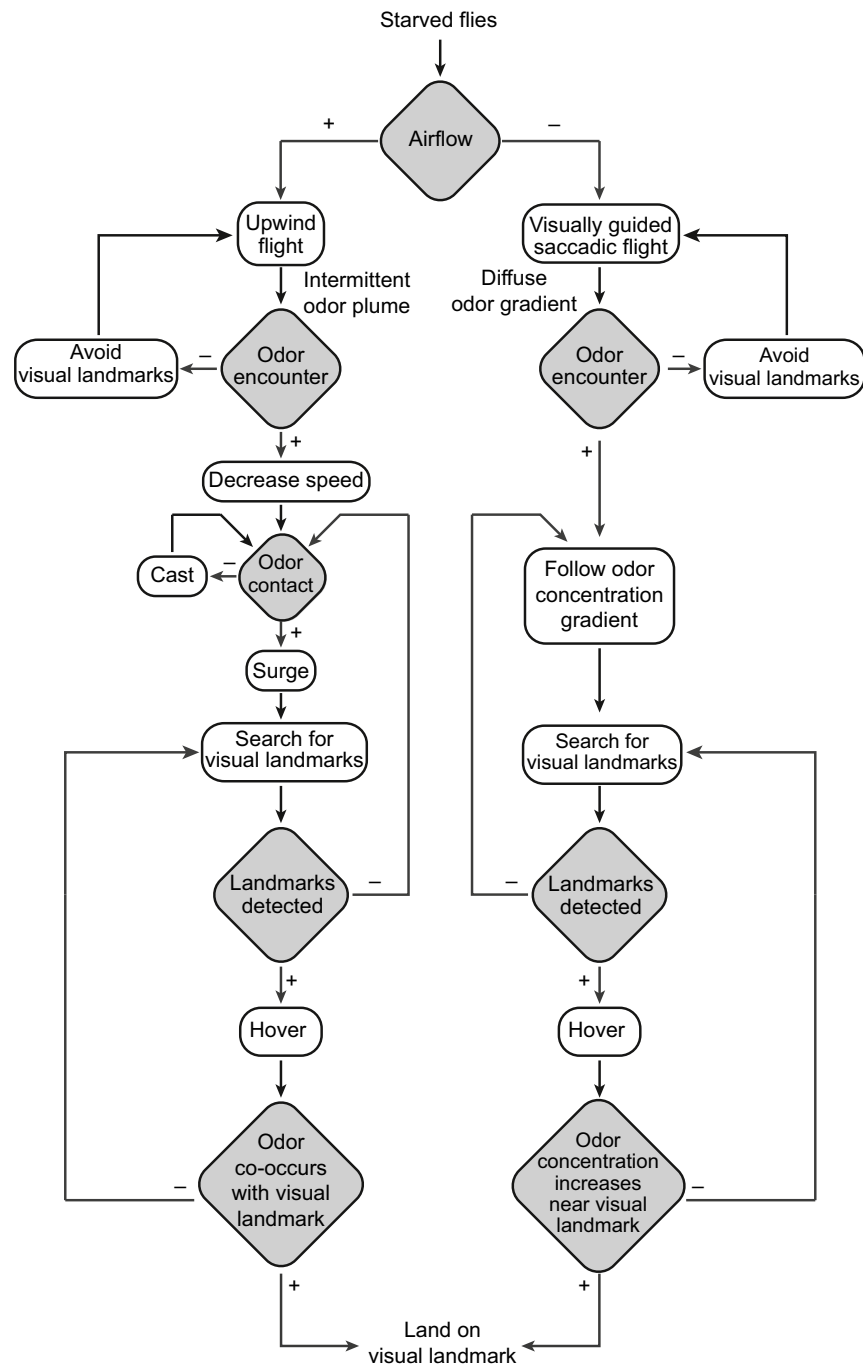 Starved flies
+
–
Airflow
Upwind
flight
Visually guided
saccadic flight
Intermittent
odor plume
Diffuse
odor gradient
Avoid
visual landmarks
–
Odor
encounter
Odor
encounter
–
Avoid
visual landmarks
+
+
Decrease speed
Cast
–
Odor
contact
Follow odor
concentration
gradient
+
Surge
Search for
visual landmarks
Search for
visual landmarks
Landmarks
detected
–
–
Landmarks
detected
+
+
Hover
Hover
Odor
co-occurs
with visual
landmark
–
Odor
concentration
increases
near visual
landmark
–
+
+
Land on
visual landmark